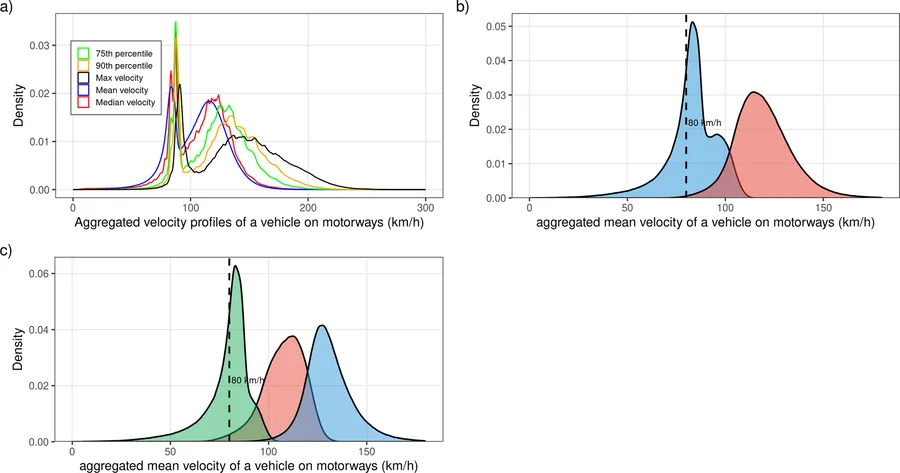 a)
0.03
0.02
0.01
0.00
Density
75th percentile
90th percentile
Max velocity
Mean velocity
Median velocity
0 100 200 300
Aggregated velocity profiles of a vehicle on motorways (km/h)
b)
0.05
0.04
0.03
0.02
0.01
0.00
Density
80 km/h
0 50 100 150
aggregated mean velocity of a vehicle on motorways (km/h)
c)
0.06
0.04
0.02
0.00
Density
80 km/h
0 50 100 150
aggregated mean velocity of a vehicle on motorways (km/h)